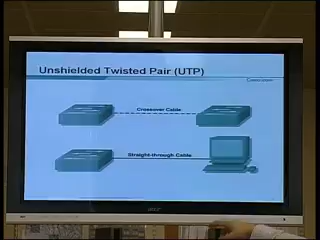 Unshielded Twisted Pair (UTP)
Crossover Cable
Straight-through Cable